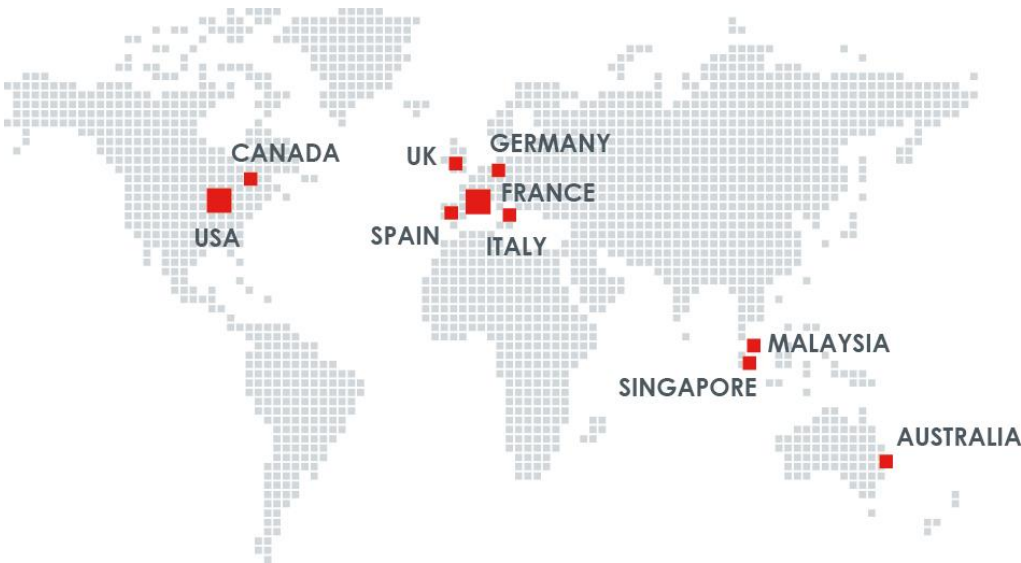 GERMANY
CANADA
UK
FRANCE
USA
SPAIN
ITALY
MALAYSIA
SINGAPORE
AUSTRALIA